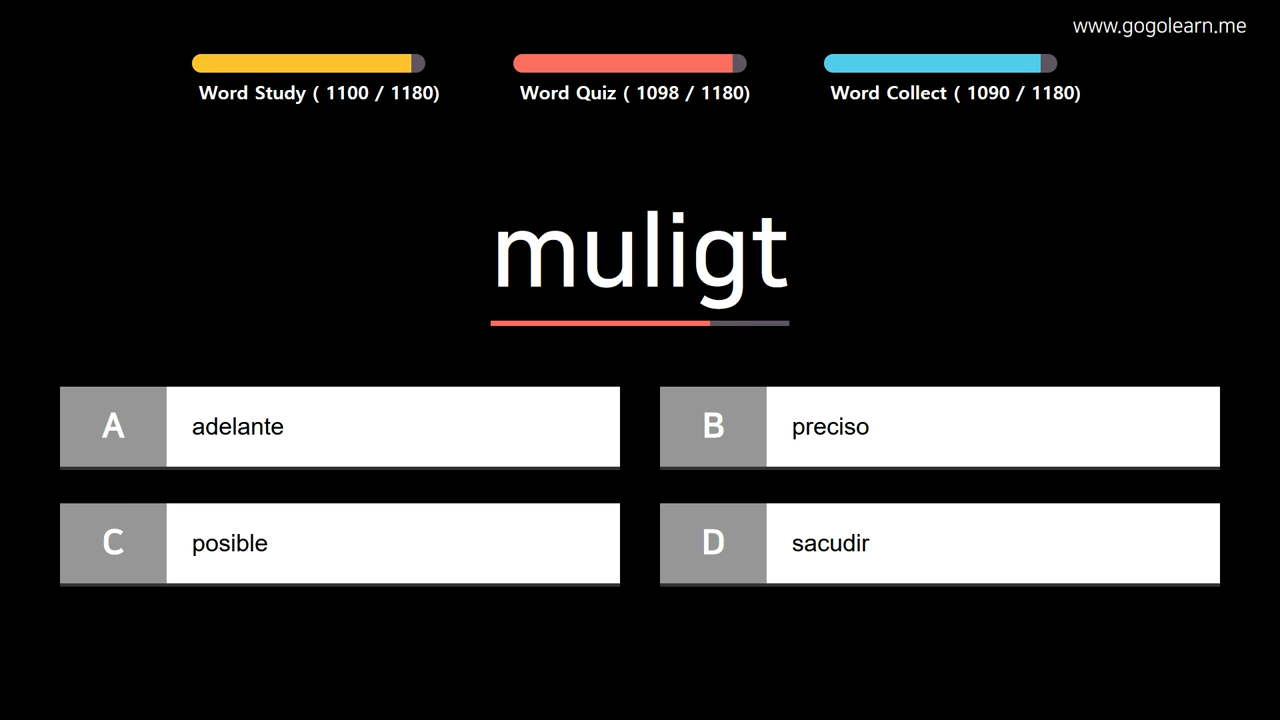 www.gogolearn.me
Word Study ( 1100 / 1180)
Word Quiz ( 1098 / 1180)
Word Collect ( 1090 / 1180)
muligt
A adelante
B preciso
C posible
D sacudir